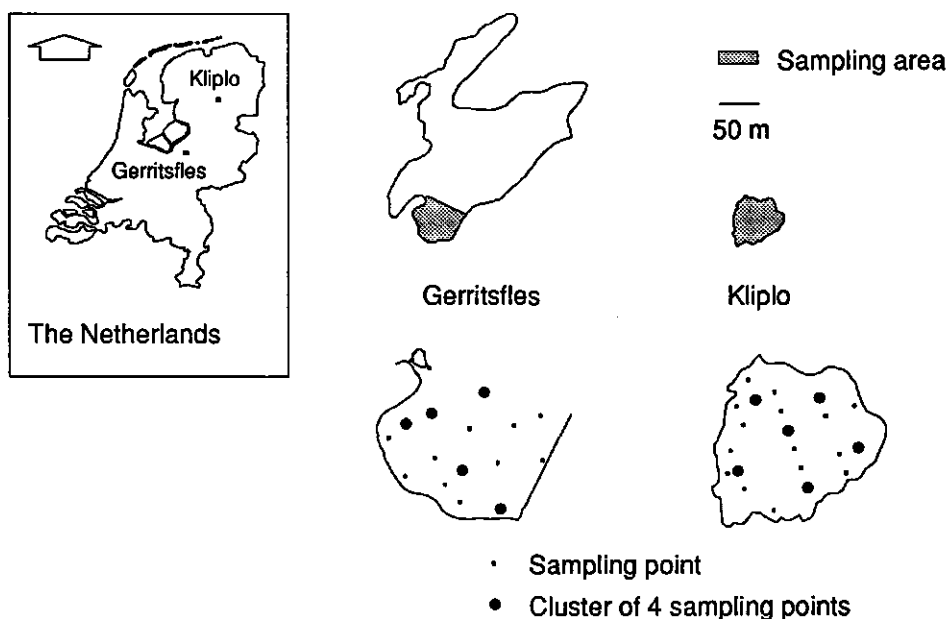 Kliplo
Gerritsfles
The Netherlands
Sampling area
50 m
Gerritsfles
Kliplo
Sampling point
Cluster of 4 sampling points